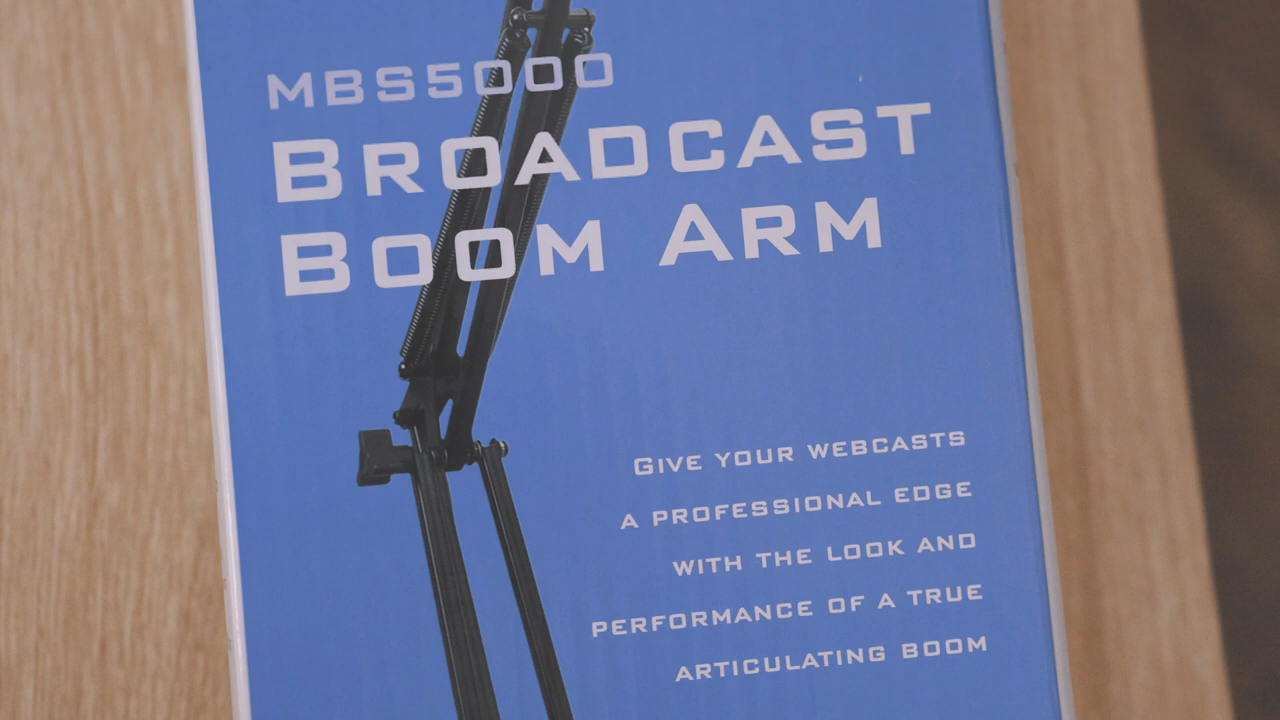 MBS5000
BROADCAST
BOOM ARM
GIVE YOUR WEBCASTS
A PROFESSIONAL EDGE
WITH THE LOOK AND
PERFORMANCE OF A TRUE
ARTICULATING BOOM